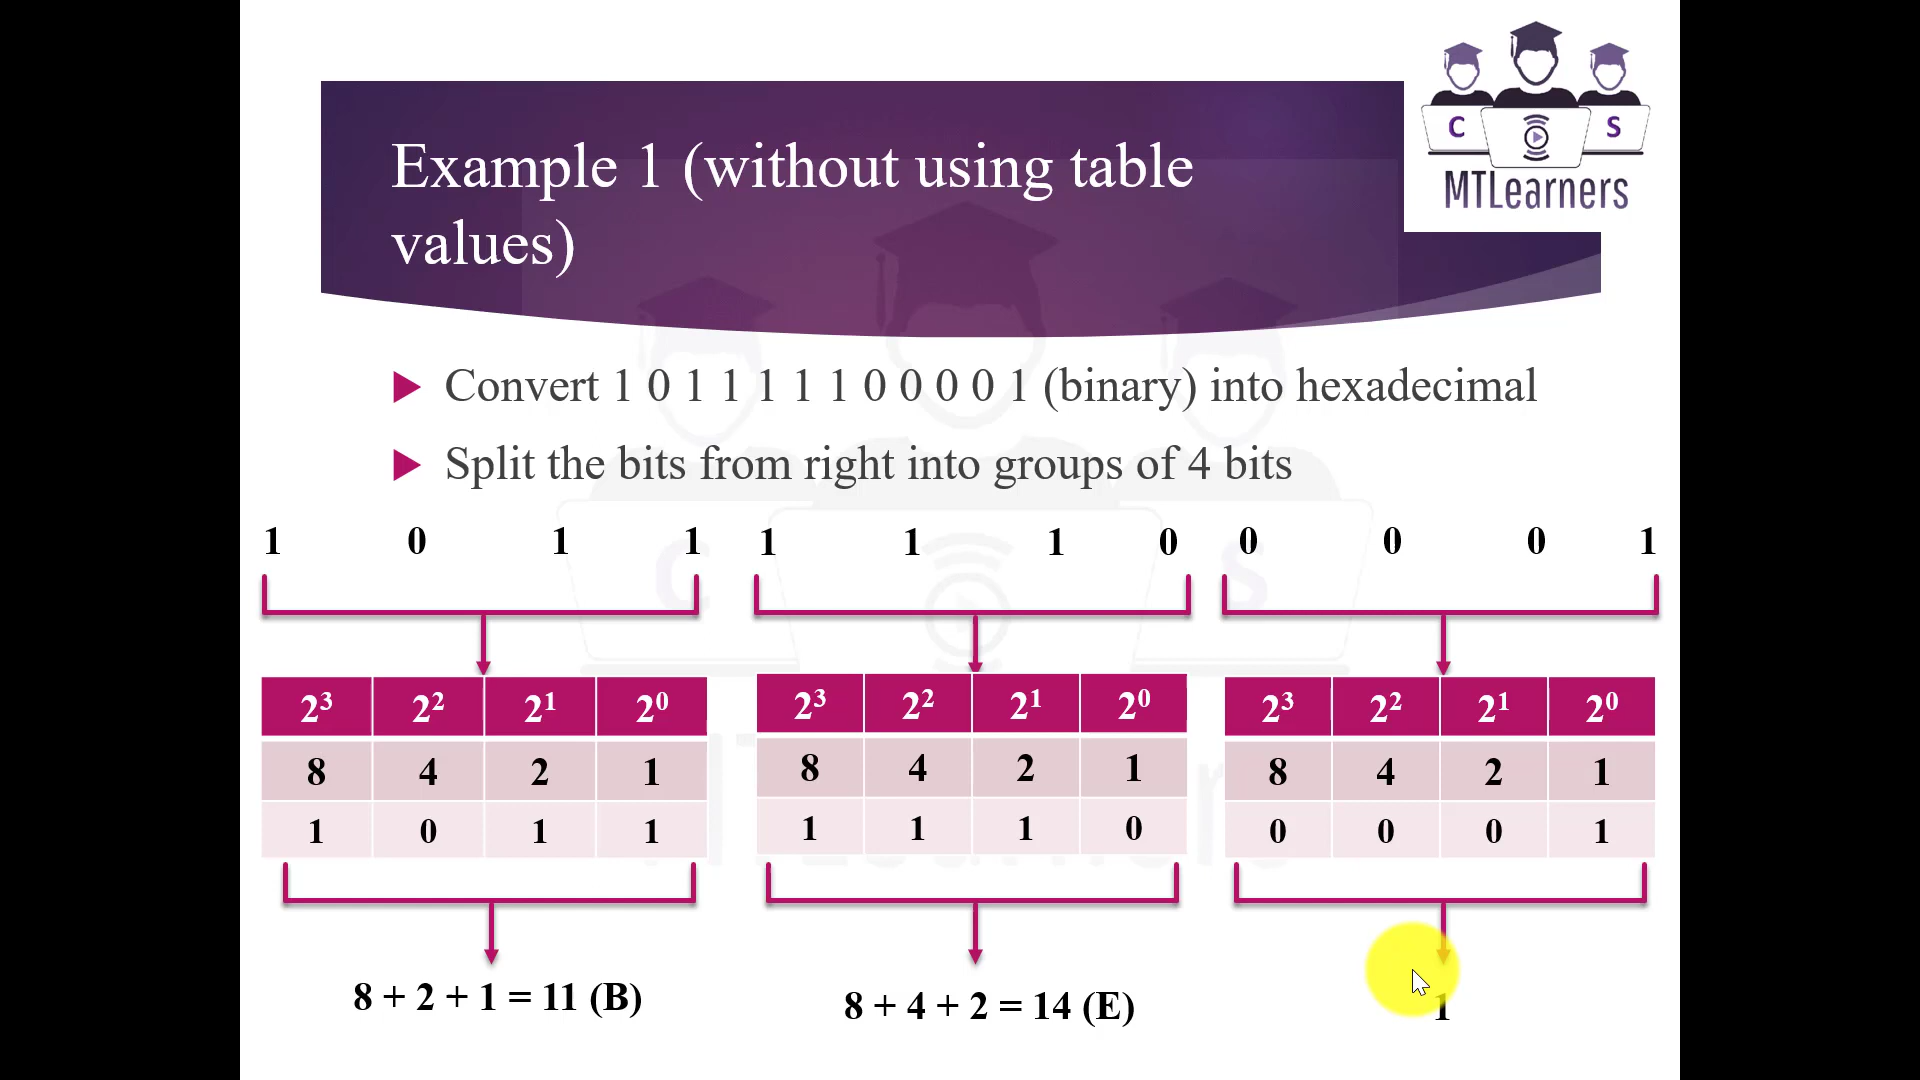 C S
MTLearners
Example 1 (without using table
values)
Convert 1 0 1 1 1 1 1 0 0 0 0 1 (binary) into hexadecimal
Split the bits from right into groups of 4 bits
1 0 1 1 1 1 1 0 0 0 0 1
2³ 2² 2¹ 2⁰ 2³ 2² 2¹ 2⁰ 2³ 2² 2¹ 2⁰
8 4 2 1 8 4 2 1 8 4 2 1
1 0 1 1 1 1 1 0 0 0 0 1
8 + 2 + 1 = 11 (B) 8 + 4 + 2 = 14 (E) 1